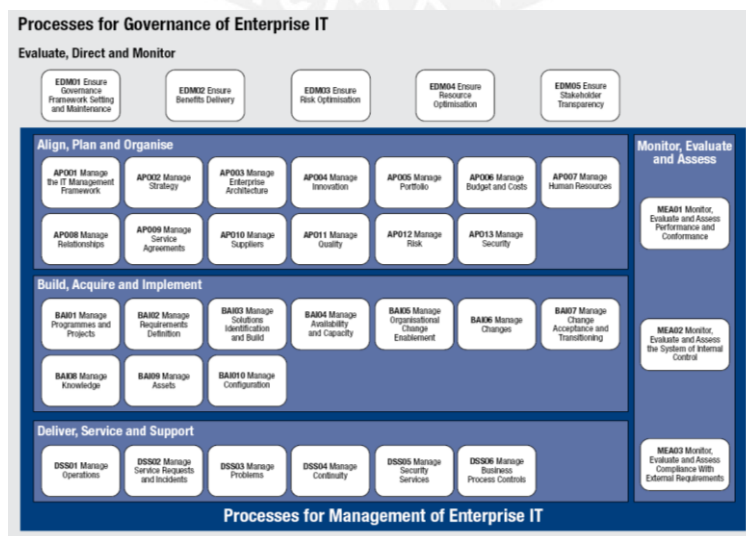 Processes for Governance of Enterprise IT
Evaluate, Direct and Monitor
EDM01 Ensure
Governance
Framework Setting
and Maintenance
EDM02 Ensure
Benefits Delivery
EDM03 Ensure
Risk Optimisation
EDM04 Ensure
Resource
Optimisation
EDM05 Ensure
Stakeholder
Transparency
Align, Plan and Organise
APO01 Manage
the IT Management
Framework
APO02 Manage
Strategy
APO03 Manage
Enterprise
Architecture
APO04 Manage
Innovation
APO05 Manage
Portfolio
APO06 Manage
Budget and Costs
APO07 Manage
Human Resources
APO08 Manage
Relationships
APO09 Manage
Service
Agreements
APO10 Manage
Suppliers
APO11 Manage
Quality
APO12 Manage
Risk
APO13 Manage
Security
Build, Acquire and Implement
BAI01 Manage
Programmes and
Projects
BAI02 Manage
Requirements
Definition
BAI03 Manage
Solutions
Identification
and Build
BAI04 Manage
Availability
and Capacity
BAI05 Manage
Organisational
Change
Enablement
BAI06 Manage
Changes
BAI07 Manage
Change
Acceptance and
Transitioning
BAI08 Manage
Knowledge
BAI09 Manage
Assets
BAI010 Manage
Configuration
Deliver, Service and Support
DSS01 Manage
Operations
DSS02 Manage
Service Requests
and Incidents
DSS03 Manage
Problems
DSS04 Manage
Continuity
DSS05 Manage
Security
Services
DSS06 Manage
Business
Process Controls
Monitor, Evaluate
and Assess
MEA01 Monitor,
Evaluate and Assess
Performance and
Conformance
MEA02 Monitor,
Evaluate and Assess
the System of Internal
Control
MEA03 Monitor,
Evaluate and Assess
Compliance With
External Requirements
Processes for Management of Enterprise IT